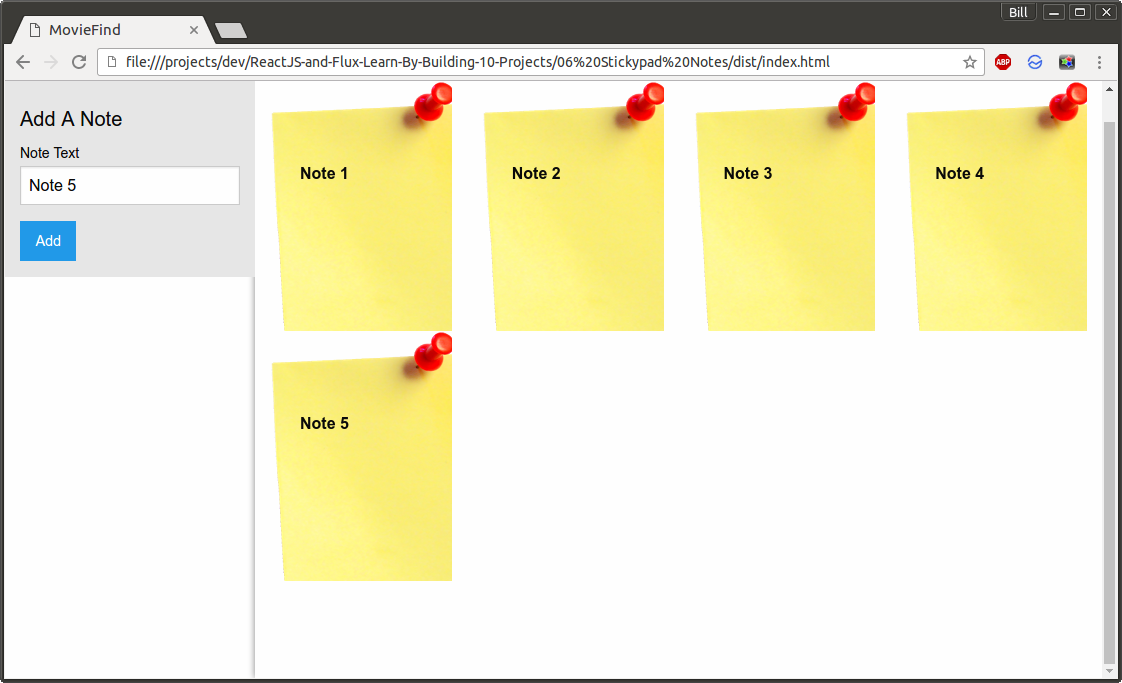 Bill
MovieFind
file:///projects/dev/ReactJS-and-Flux-Learn-By-Building-10-Projects/06%20Stickypad%20Notes/dist/index.html
ABP
Add A Note
Note Text
Note 5
Add
Note 1
Note 2
Note 3
Note 4
Note 5